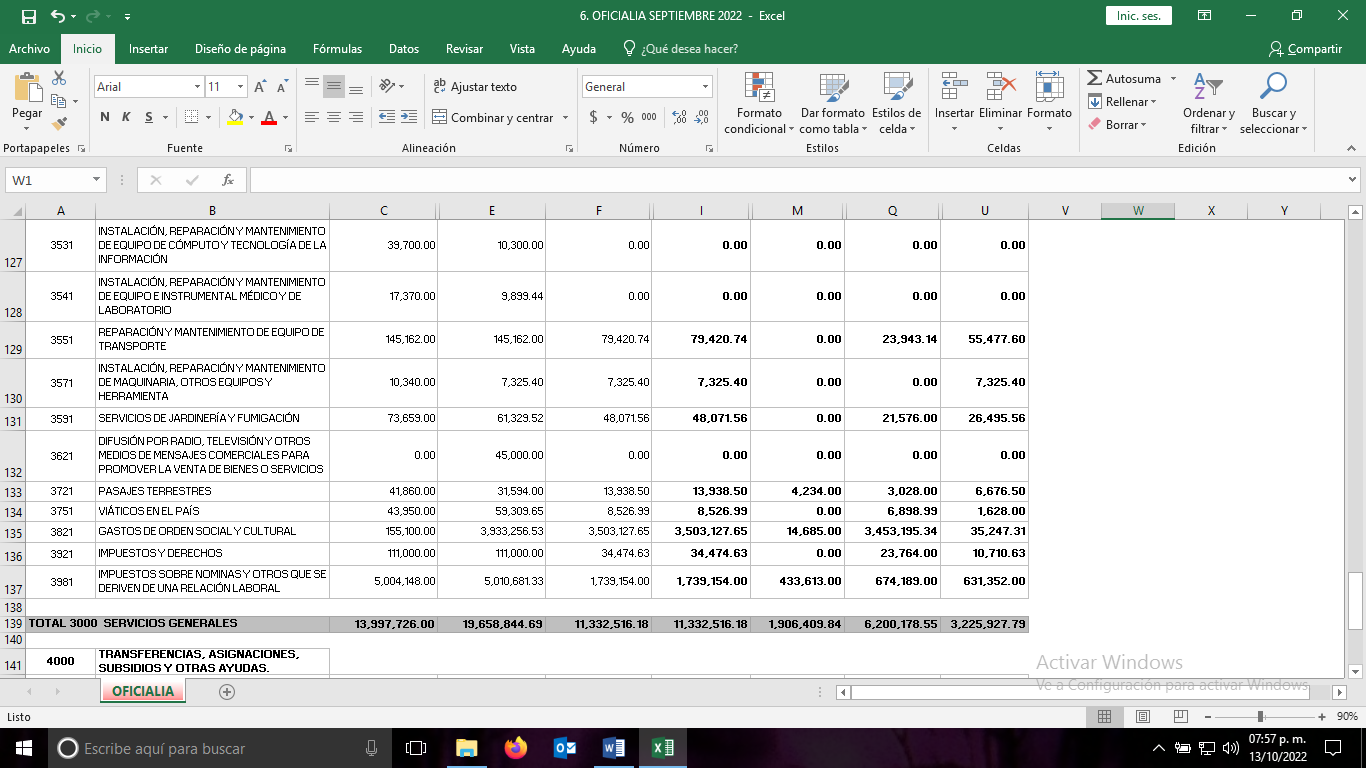 6. OFICIALIA SEPTIEMBRE 2022 - Excel
Inic. ses.
Archivo Inicio Insertar Diseño de página Fórmulas Datos Revisar Vista Ayuda ¿Qué desea hacer? Compartir
Pegar
Arial 11
N K S
Ajustar texto
Combinar y centrar
General
$ % 000
Formato condicional
Dar formato como tabla
Estilos de celda
Insertar Eliminar Formato
Autosuma
Rellenar
Borrar
Ordenar y filtrar
Buscar y seleccionar
Portapapeles Fuente Alineación Número Estilos Celdas Edición
W1 fx
A B C E F I M Q U V W X Y
127 3531 INSTALACIÓN, REPARACIÓN Y MANTENIMIENTO
DE EQUIPO DE CÓMPUTO Y TECNOLOGÍA DE LA
INFORMACIÓN 39,700.00 10,300.00 0.00 0.00 0.00 0.00 0.00
128 3541 INSTALACIÓN, REPARACIÓN Y MANTENIMIENTO
DE EQUIPO E INSTRUMENTAL MÉDICO Y DE
LABORATORIO 17,370.00 9,899.44 0.00 0.00 0.00 0.00 0.00
129 3551 REPARACIÓN Y MANTENIMIENTO DE EQUIPO DE
TRANSPORTE 145,162.00 145,162.00 79,420.74 79,420.74 0.00 23,943.14 55,477.60
130 3571 INSTALACIÓN, REPARACIÓN Y MANTENIMIENTO
DE MAQUINARIA, OTROS EQUIPOS Y
HERRAMIENTA 10,340.00 7,325.40 7,325.40 7,325.40 0.00 0.00 7,325.40
131 3591 SERVICIOS DE JARDINERÍA Y FUMIGACIÓN 73,659.00 61,329.52 48,071.56 48,071.56 0.00 21,576.00 26,495.56
132 3621 DIFUSIÓN POR RADIO, TELEVISIÓN Y OTROS
MEDIOS DE MENSAJES COMERCIALES PARA
PROMOVER LA VENTA DE BIENES O SERVICIOS 0.00 45,000.00 0.00 0.00 0.00 0.00 0.00
133 3721 PASAJES TERRESTRES 41,860.00 31,594.00 13,938.50 13,938.50 4,234.00 3,028.00 6,676.50
134 3751 VIÁTICOS EN EL PAÍS 43,950.00 59,309.65 8,526.99 8,526.99 0.00 6,898.99 1,628.00
135 3821 GASTOS DE ORDEN SOCIAL Y CULTURAL 155,100.00 3,933,256.53 3,503,127.65 3,503,127.65 14,685.00 3,453,195.34 35,247.31
136 3921 IMPUESTOS Y DERECHOS 111,000.00 111,000.00 34,474.63 34,474.63 0.00 23,764.00 10,710.63
137 3981 IMPUESTOS SOBRE NOMINAS Y OTROS QUE SE
DERIVEN DE UNA RELACIÓN LABORAL 5,004,148.00 5,010,681.33 1,739,154.00 1,739,154.00 433,613.00 674,189.00 631,352.00
138
139 TOTAL 3000 SERVICIOS GENERALES 13,997,726.00 19,658,844.69 11,332,516.18 11,332,516.18 1,906,409.84 6,200,178.55 3,225,927.79
140
141 4000 TRANSFERENCIAS, ASIGNACIONES,
SUBSIDIOS Y OTRAS AYUDAS.
Activar Windows
Ve a Configuración para activar Windows.
OFICIALIA
Listo 90%
Escribe aquí para buscar
07:57 p. m.
13/10/2022